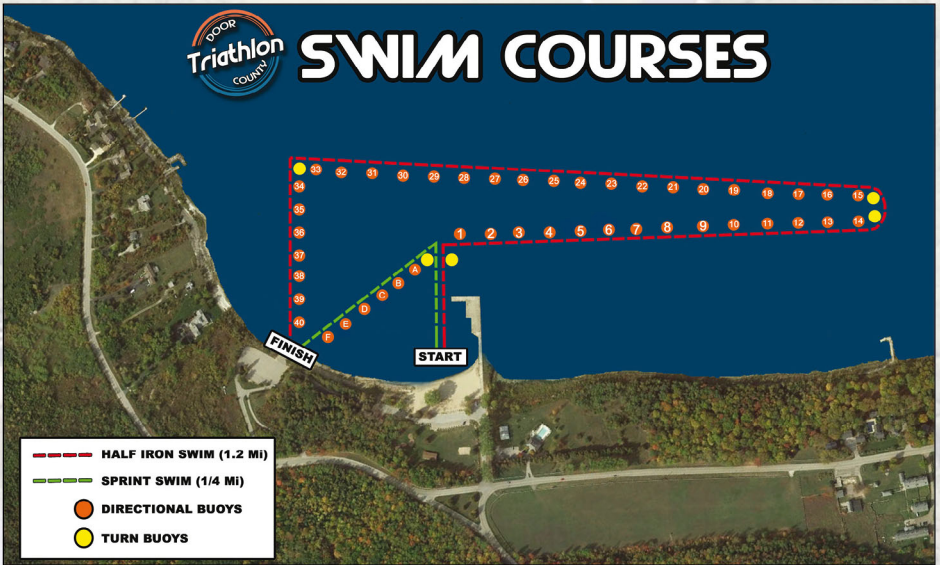 DOOR
Triathlon
COUNTY
SWIM COURSES
33 32 31 30 29 28 27 26 25 24 23 22 21 20 19 18 17 16 15
34
35
36
37
38
39
40
1 2 3 4 5 6 7 8 9 10 11 12 13 14
A
B
C
D
E
F
FINISH
START
HALF IRON SWIM (1.2 Mi)
SPRINT SWIM (1/4 Mi)
DIRECTIONAL BUOYS
TURN BUOYS